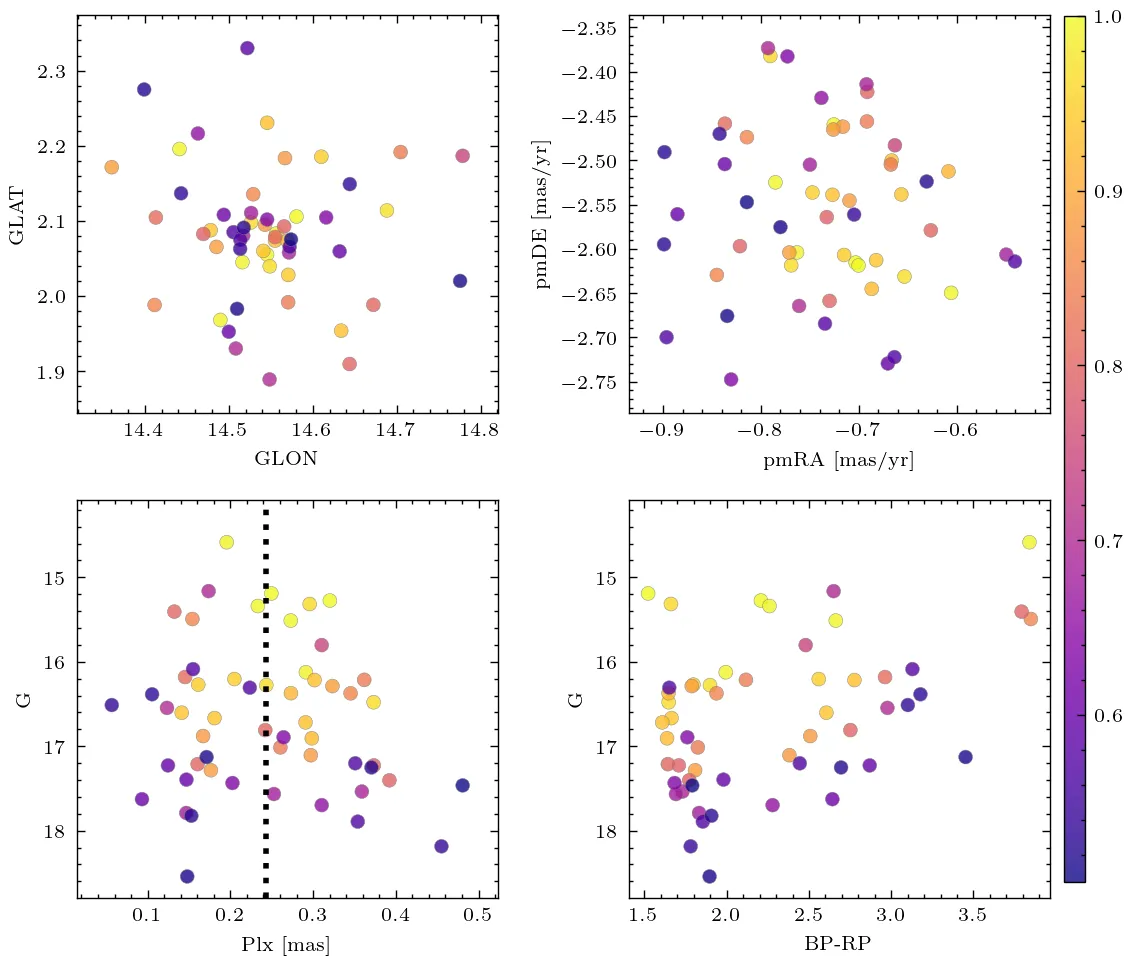 2.3
2.2
2.1
2.0
1.9
GLAT
14.4 14.5 14.6 14.7 14.8
GLON
−2.35
−2.40
−2.45
−2.50
−2.55
−2.60
−2.65
−2.70
−2.75
pmDE [mas/yr]
−0.9 −0.8 −0.7 −0.6
pmRA [mas/yr]
1.0
0.9
0.8
0.7
0.6
15
16
17
18
G
0.1 0.2 0.3 0.4 0.5
Plx [mas]
15
16
17
18
G
1.5 2.0 2.5 3.0 3.5
BP-RP